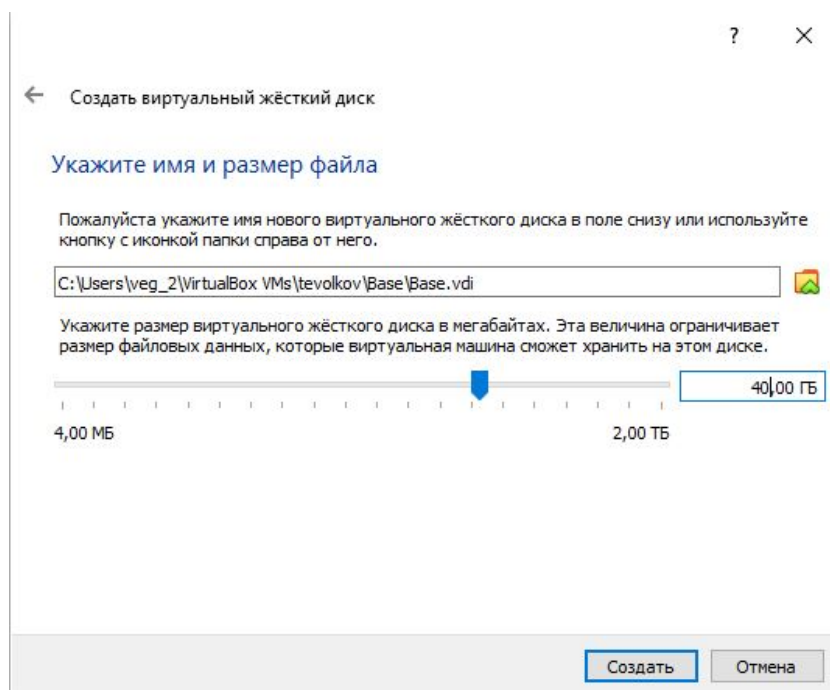 ?
Создать виртуальный жёсткий диск
Укажите имя и размер файла
Пожалуйста укажите имя нового виртуального жёсткого диска в поле снизу или используйте
кнопку с иконкой папки справа от него.
C:\Users\veg_2\VirtualBox VMs\tevolkov\Base\Base.vdi
Укажите размер виртуального жёсткого диска в мегабайтах. Эта величина ограничивает
размер файловых данных, которые виртуальная машина сможет хранить на этом диске.
40,00 ГБ
4,00 МБ 2,00 ТБ
Создать Отмена